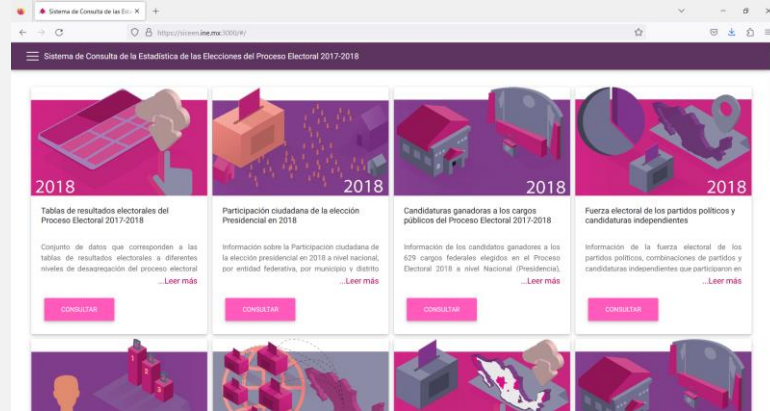 Sistema de Consulta de las Est
https://siceen.ine.mx:3000/#/
Sistema de Consulta de la Estadística de las Elecciones del Proceso Electoral 2017-2018
2018
Tablas de resultados electorales del
Proceso Electoral 2017-2018
Conjunto de datos que corresponden a las
tablas de resultados electorales a diferentes
niveles de desagregación del proceso electoral
...Leer más
CONSULTAR
2018
Participación ciudadana de la elección
Presidencial en 2018
Información sobre la Participación ciudadana de
la elección presidencial en 2018 a nivel nacional,
por entidad federativa, por municipio y distrito
...Leer más
CONSULTAR
2018
Candidaturas ganadoras a los cargos
públicos del Proceso Electoral 2017-2018
Información de los candidatos ganadores a los
629 cargos federales elegidos en el Proceso
Electoral 2018 a nivel Nacional (Presidencia),
...Leer más
CONSULTAR
2018
Fuerza electoral de los partidos políticos y
candidaturas independientes
Información de la fuerza electoral de los
partidos políticos, combinaciones de partidos y
candidaturas independientes que participaron en
...Leer más
CONSULTAR
1
2
3